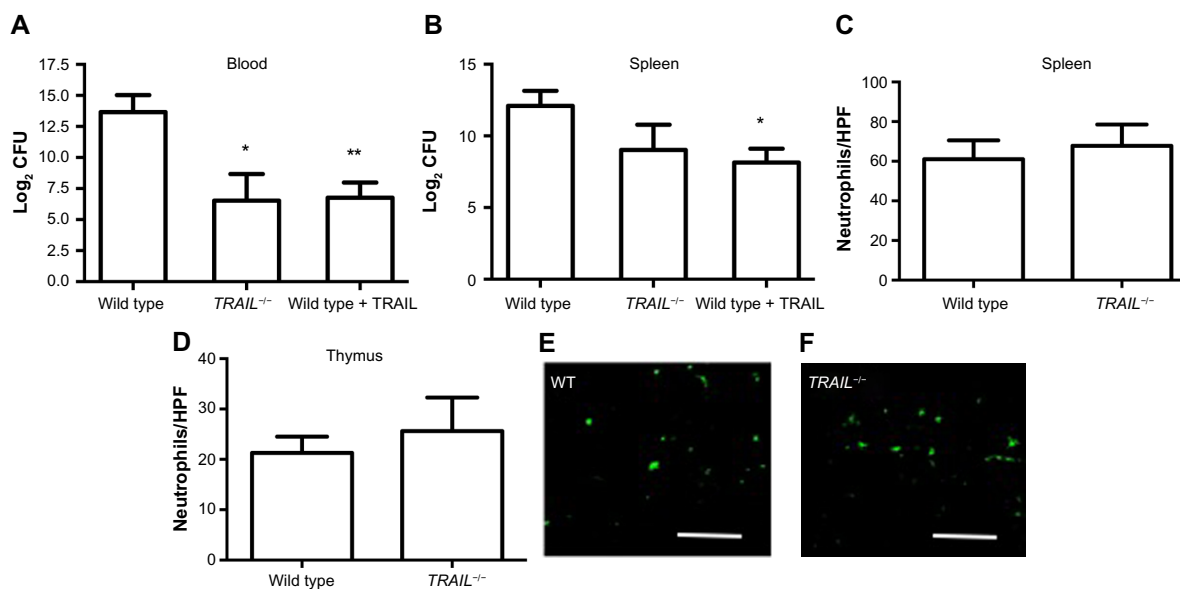 A
Blood
Log₂ CFU
17.5
15.0
12.5
10.0
7.5
5.0
2.5
0.0
*
**
Wild type
TRAIL⁻/⁻
Wild type + TRAIL
B
Spleen
Log₂ CFU
15
10
5
0
*
Wild type
TRAIL⁻/⁻
Wild type + TRAIL
C
Spleen
Neutrophils/HPF
100
80
60
40
20
0
Wild type
TRAIL⁻/⁻
D
Thymus
Neutrophils/HPF
40
30
20
10
0
Wild type
TRAIL⁻/⁻
E
WT
F
TRAIL⁻/⁻